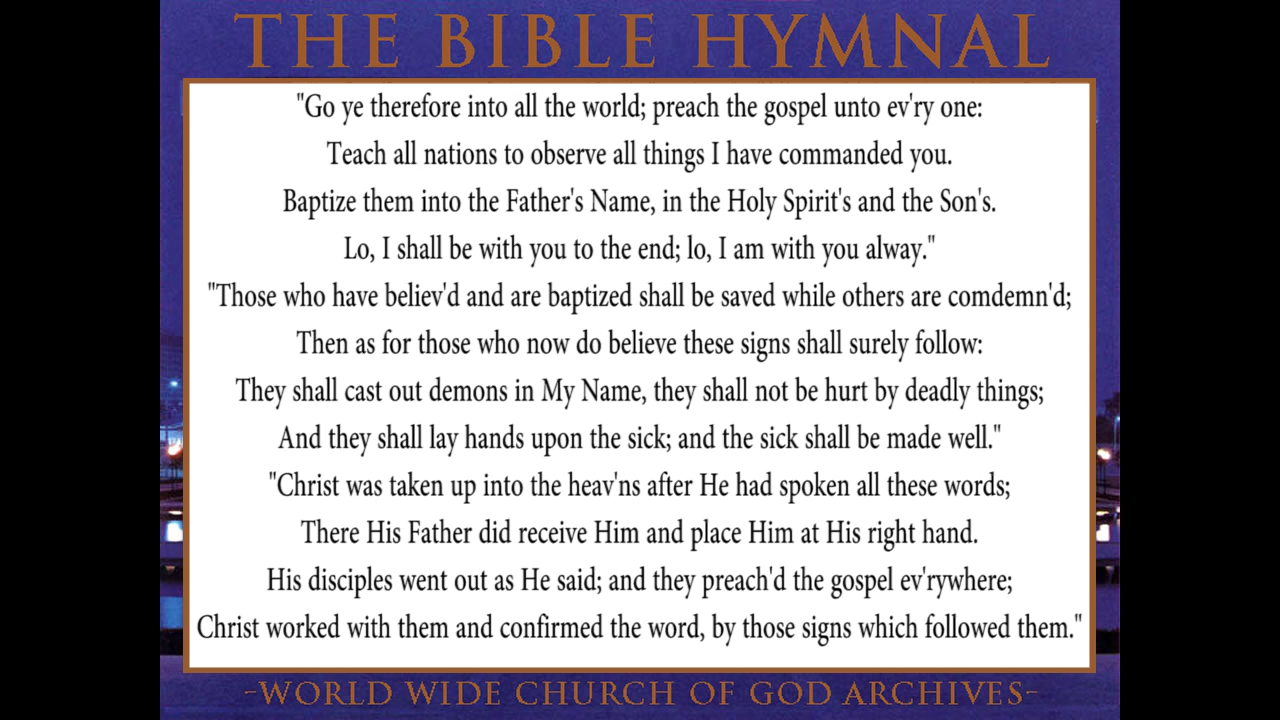 THE BIBLE HYMNAL
"Go ye therefore into all the world; preach the gospel unto ev'ry one:
Teach all nations to observe all things I have commanded you.
Baptize them into the Father's Name, in the Holy Spirit's and the Son's.
Lo, I shall be with you to the end; lo, I am with you alway."
"Those who have believ'd and are baptized shall be saved while others are comdemn'd;
Then as for those who now do believe these signs shall surely follow:
They shall cast out demons in My Name, they shall not be hurt by deadly things;
And they shall lay hands upon the sick; and the sick shall be made well."
"Christ was taken up into the heav'ns after He had spoken all these words;
There His Father did receive Him and place Him at His right hand.
His disciples went out as He said; and they preach'd the gospel ev'rywhere;
Christ worked with them and confirmed the word, by those signs which followed them."
-WORLD WIDE CHURCH OF GOD ARCHIVES-